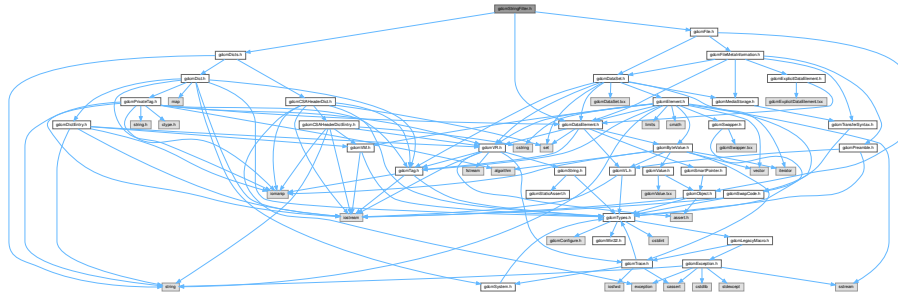 gdcmStringFilter.h
gdcmFile.h
gdcmDicts.h
gdcmFileMetaInformation.h
gdcmDict.h
gdcmDataSet.h
gdcmExplicitDataElement.h
gdcmPrivateTag.h
map
gdcmCSAHeaderDict.h
gdcmDataSet.txx
gdcmElement.h
gdcmMediaStorage.h
gdcmExplicitDataElement.txx
gdcmDictEntry.h
string.h
ctype.h
gdcmCSAHeaderDictEntry.h
gdcmDataElement.h
limits
cmath
gdcmSwapper.h
gdcmTransferSyntax.h
gdcmVM.h
gdcmVR.h
cstring
set
gdcmByteValue.h
gdcmSwapper.txx
gdcmPreamble.h
gdcmTag.h
fstream
algorithm
gdcmString.h
gdcmVL.h
gdcmValue.h
gdcmSmartPointer.h
vector
iterator
iomanip
gdcmStaticAssert.h
gdcmValue.txx
gdcmObject.h
gdcmSwapCode.h
iostream
gdcmTypes.h
assert.h
gdcmConfigure.h
gdcmWin32.h
cstdint
gdcmLegacyMacro.h
gdcmTrace.h
gdcmException.h
string
gdcmSystem.h
iosfwd
exception
cassert
cstdlib
stdexcept
sstream